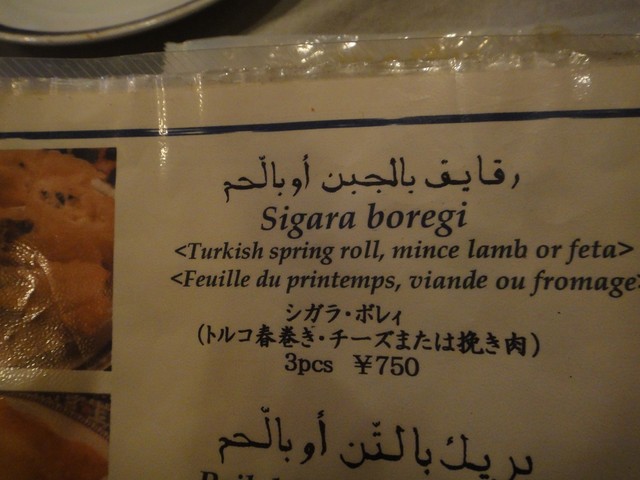 رقايق بالجبن أو بالّحم
Sigara boregi
<Turkish spring roll, mince lamb or feta>
<Feuille du printemps, viande ou fromage>
シガラ・ボレィ
(トルコ春巻き・チーズまたは挽き肉)
3pcs ¥750
بريك بالتّن أو بالّحم